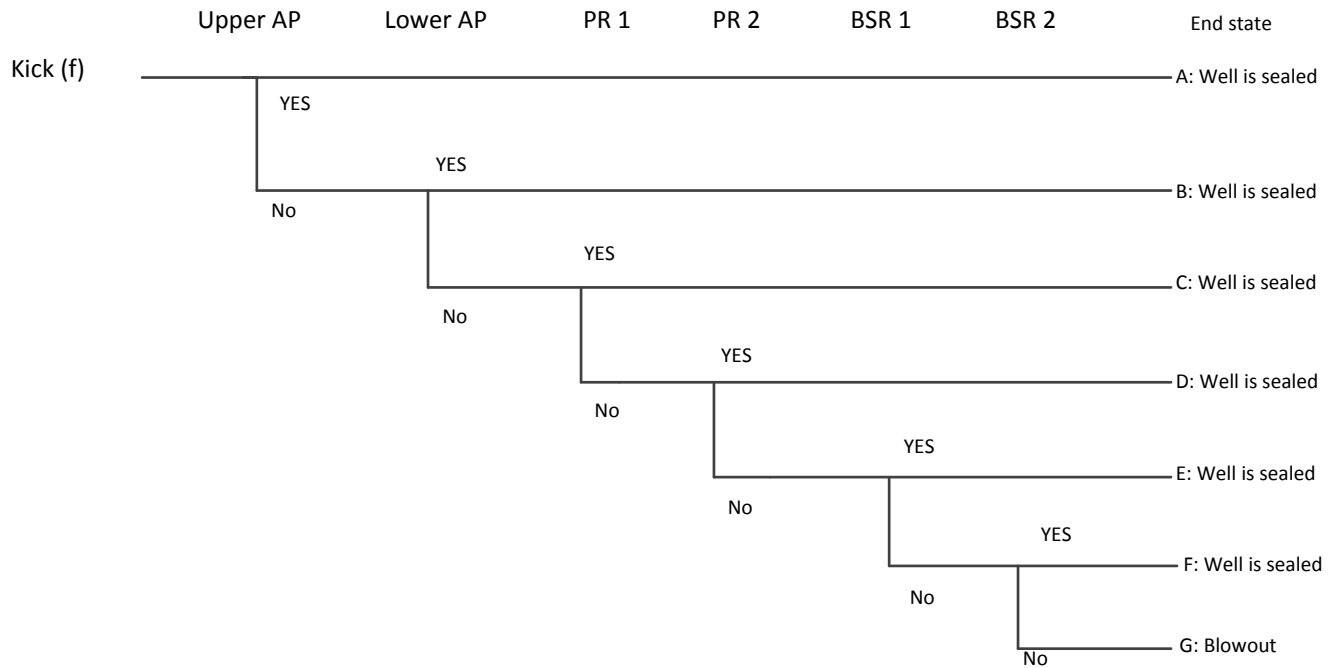 Upper AP Lower AP PR 1 PR 2 BSR 1 BSR 2 End state
Kick (f)
A: Well is sealed
YES
YES
B: Well is sealed
No
YES
C: Well is sealed
No
YES
D: Well is sealed
No
YES
E: Well is sealed
No
YES
F: Well is sealed
No
G: Blowout
No